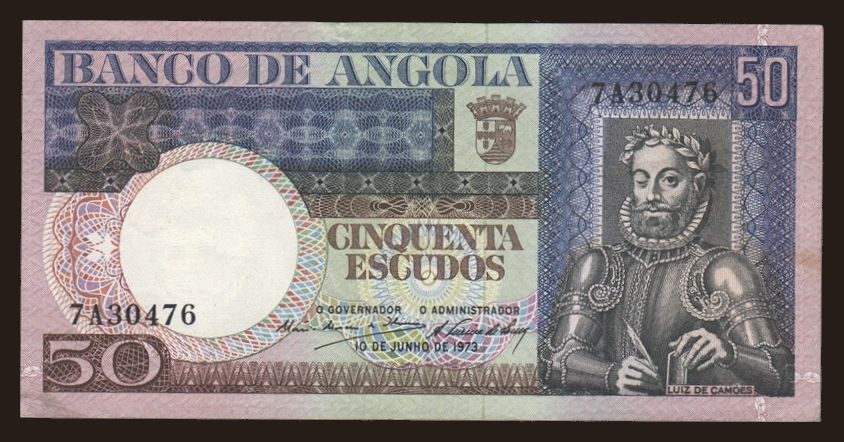 BANCO DE ANGOLA
7A30476 50
CINQUENTA
ESCUDOS
7A30476
O GOVERNADOR O ADMINISTRADOR
10 DE JUNHO DE 1973
50
LUIZ DE CAMÕES